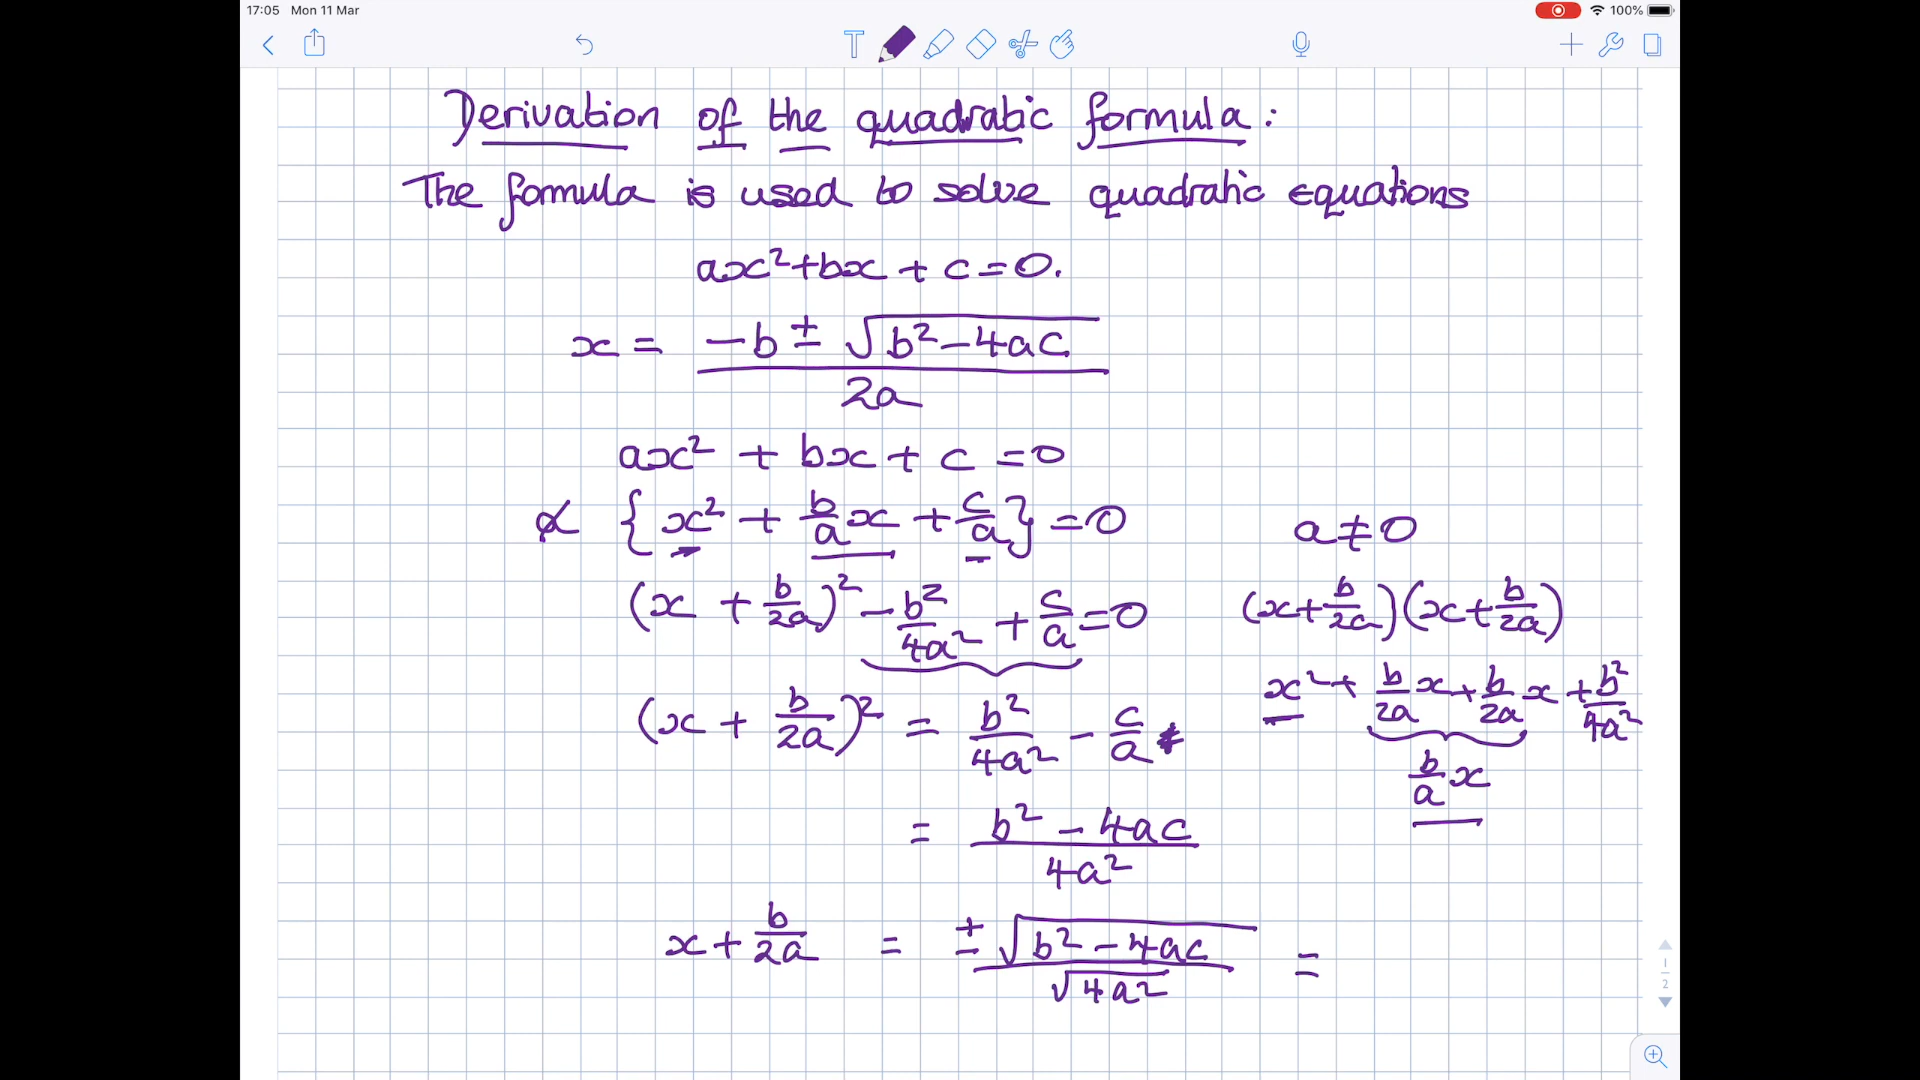 17:05 Mon 11 Mar 100%
T
Derivation of the quadratic formula:
The formula is used to solve quadratic equations
ax² + bx + c = 0.
x = (-b ± √(b² - 4ac)) / 2a
ax² + bx + c = 0
a { x² + b/a x + c/a } = 0 a ≠ 0
(x + b/2a)² - b²/4a² + c/a = 0 (x + b/2a)(x + b/2a)
x² + b/2a x + b/2a x + b²/4a²
(x + b/2a)² = b²/4a² - c/a
b/a x
= (b² - 4ac) / 4a²
x + b/2a = ± √(b² - 4ac) / √(4a²) =
1
2